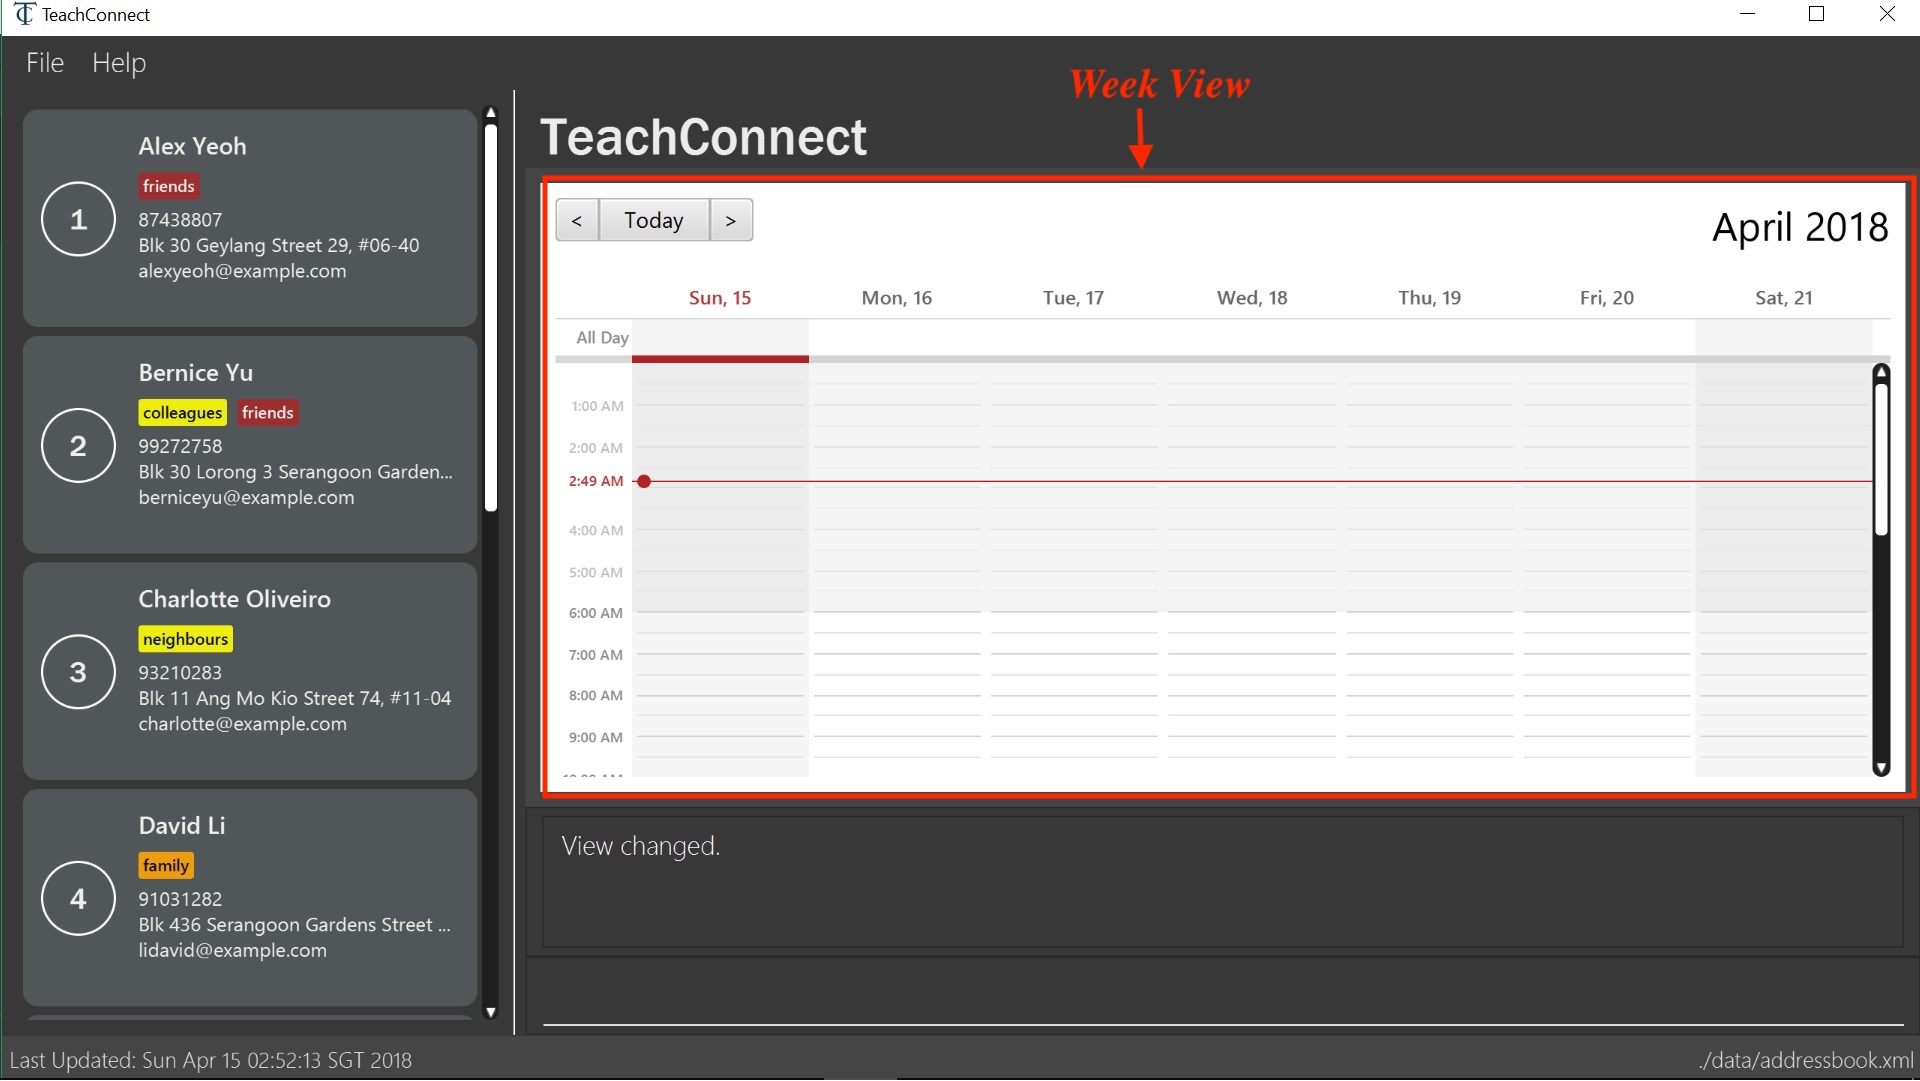 TeachConnect
File Help
Alex Yeoh
friends
1
87438807
Blk 30 Geylang Street 29, #06-40
alexyeoh@example.com
Bernice Yu
colleagues friends
2
99272758
Blk 30 Lorong 3 Serangoon Garden...
berniceyu@example.com
Charlotte Oliveiro
neighbours
3
93210283
Blk 11 Ang Mo Kio Street 74, #11-04
charlotte@example.com
David Li
family
4
91031282
Blk 436 Serangoon Gardens Street ...
lidavid@example.com
Week View
TeachConnect
< Today >
April 2018
Sun, 15 Mon, 16 Tue, 17 Wed, 18 Thu, 19 Fri, 20 Sat, 21
All Day
1:00 AM
2:00 AM
2:49 AM
4:00 AM
5:00 AM
6:00 AM
7:00 AM
8:00 AM
9:00 AM
View changed.
Last Updated: Sun Apr 15 02:52:13 SGT 2018
./data/addressbook.xml